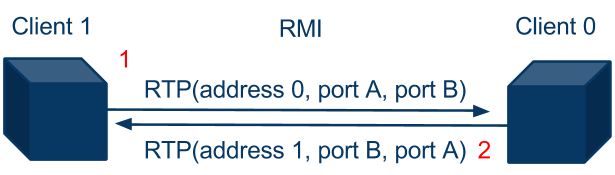 Client 1 RMI Client 0
1
RTP(address 0, port A, port B)
RTP(address 1, port B, port A) 2